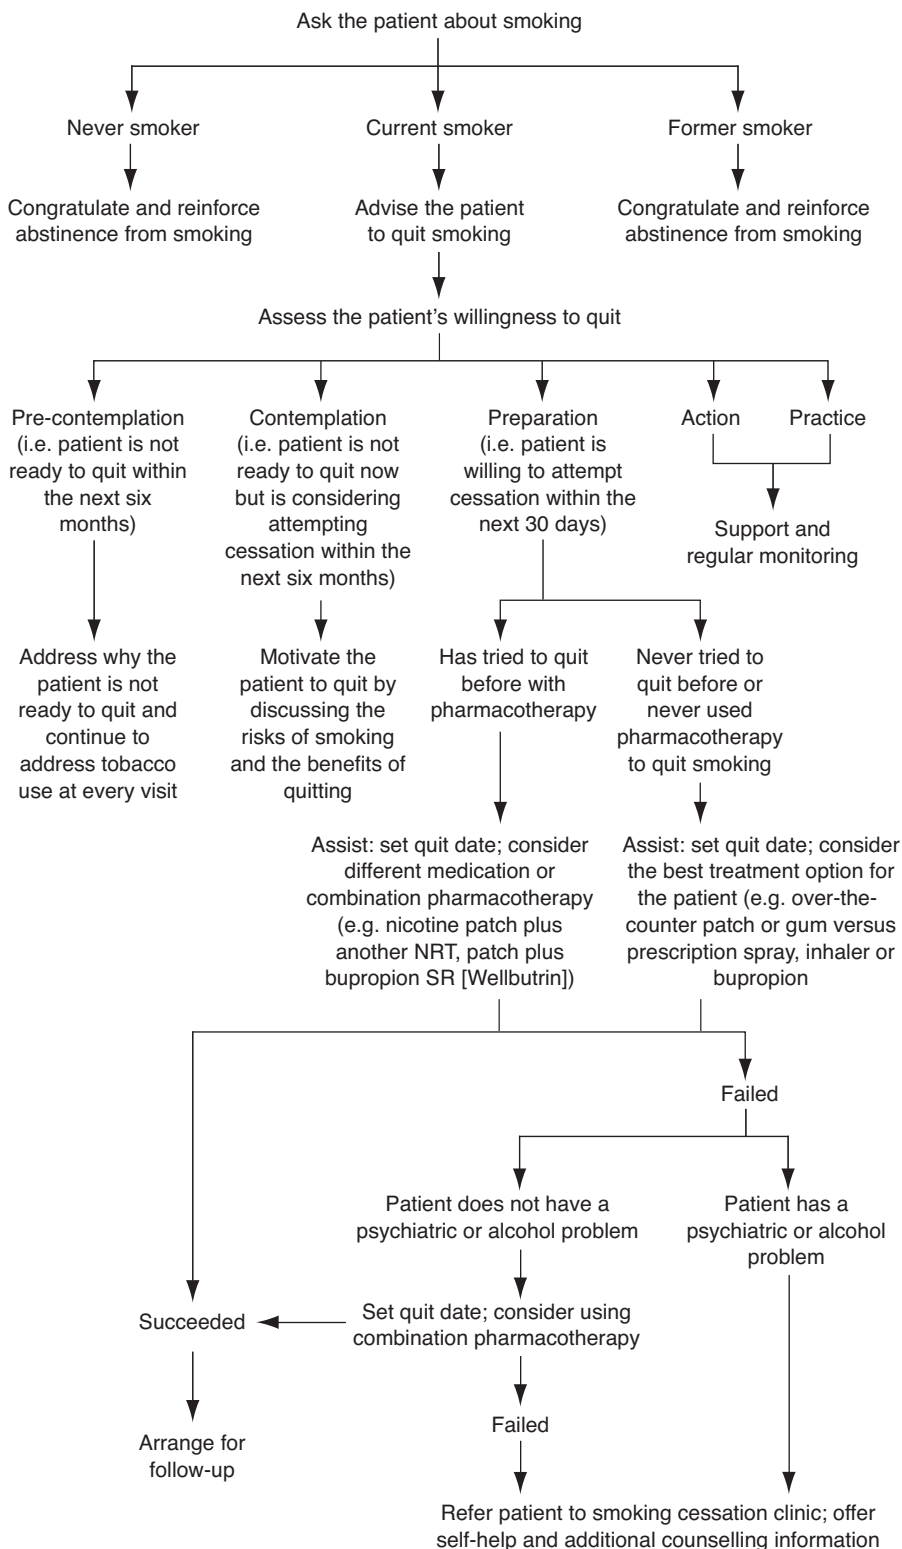 Ask the patient about smoking
Never smoker
Current smoker
Former smoker
Congratulate and reinforce
abstinence from smoking
Advise the patient
to quit smoking
Congratulate and reinforce
abstinence from smoking
Assess the patient's willingness to quit
Pre-contemplation
(i.e. patient is not
ready to quit within
the next six
months)
Contemplation
(i.e. patient is not
ready to quit now
but is considering
attempting
cessation within the
next six months)
Preparation
(i.e. patient is
willing to attempt
cessation within the
next 30 days)
Action
Practice
Support and
regular monitoring
Address why the
patient is not
ready to quit and
continue to
address tobacco
use at every visit
Motivate the
patient to quit by
discussing the
risks of smoking
and the benefits of
quitting
Has tried to quit
before with
pharmacotherapy
Never tried to
quit before or
never used
pharmacotherapy
to quit smoking
Assist: set quit date; consider
different medication or
combination pharmacotherapy
(e.g. nicotine patch plus
another NRT, patch plus
bupropion SR [Wellbutrin])
Assist: set quit date; consider
the best treatment option for
the patient (e.g. over-the-
counter patch or gum versus
prescription spray, inhaler or
bupropion
Failed
Patient does not have a
psychiatric or alcohol problem
Patient has a
psychiatric or alcohol
problem
Succeeded
Set quit date; consider using
combination pharmacotherapy
Failed
Arrange for
follow-up
Refer patient to smoking cessation clinic; offer
self-help and additional counselling information